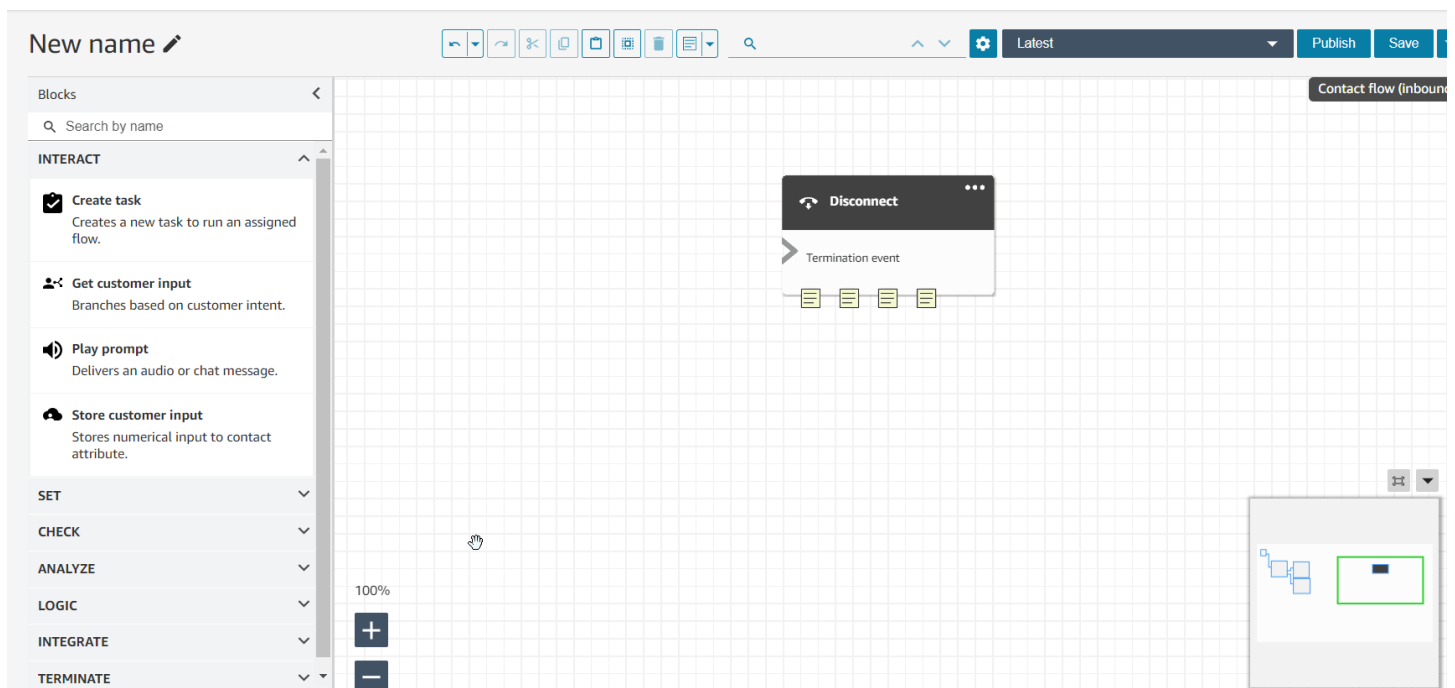 New name
Latest
Publish
Save
Contact flow (inbound
Blocks
Search by name
INTERACT
Create task
Creates a new task to run an assigned
flow.
Get customer input
Branches based on customer intent.
Play prompt
Delivers an audio or chat message.
Store customer input
Stores numerical input to contact
attribute.
SET
CHECK
ANALYZE
LOGIC
INTEGRATE
TERMINATE
Disconnect
Termination event
100%